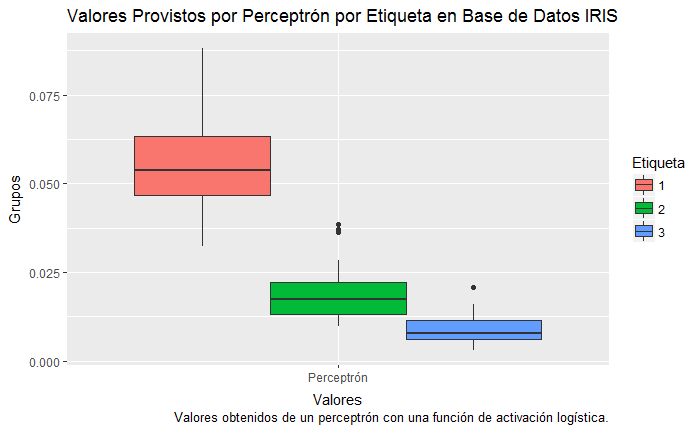 Valores Provistos por Perceptrón por Etiqueta en Base de Datos IRIS
0.075
0.050
0.025
0.000
Grupos
Perceptrón
Valores
Valores obtenidos de un perceptrón con una función de activación logística.
Etiqueta
1
2
3